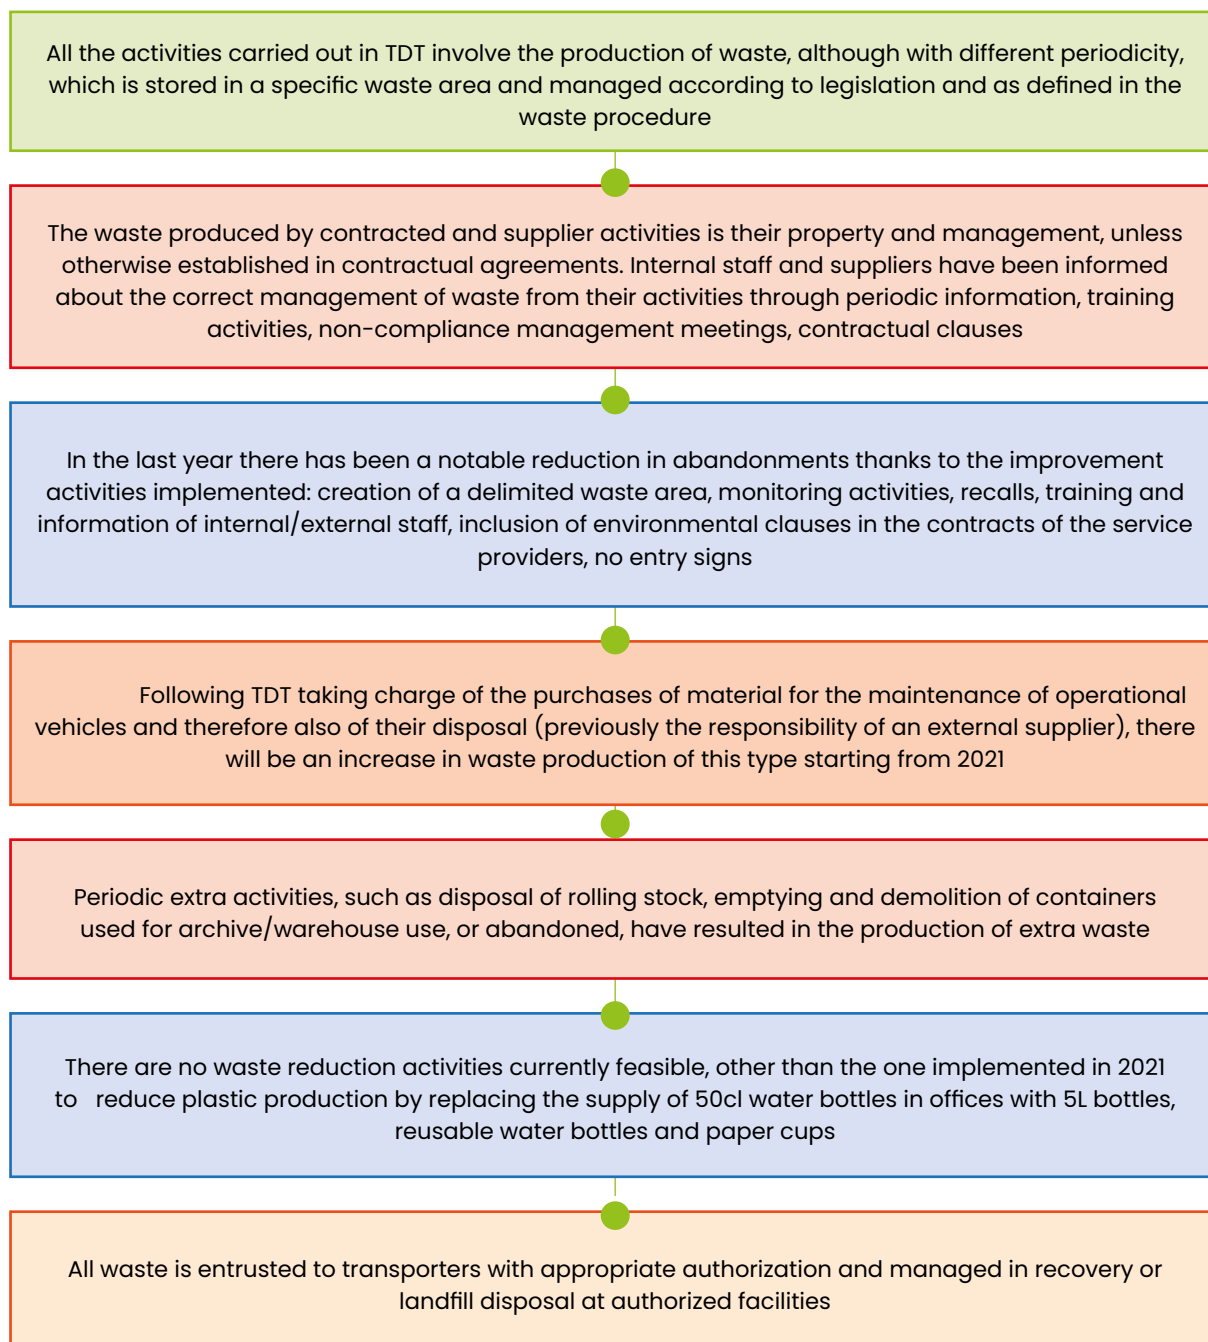 All the activities carried out in TDT involve the production of waste, although with different periodicity,
which is stored in a specific waste area and managed according to legislation and as defined in the
waste procedure
The waste produced by contracted and supplier activities is their property and management, unless
otherwise established in contractual agreements. Internal staff and suppliers have been informed
about the correct management of waste from their activities through periodic information, training
activities, non-compliance management meetings, contractual clauses
In the last year there has been a notable reduction in abandonments thanks to the improvement
activities implemented: creation of a delimited waste area, monitoring activities, recalls, training and
information of internal/external staff, inclusion of environmental clauses in the contracts of the service
providers, no entry signs
Following TDT taking charge of the purchases of material for the maintenance of operational
vehicles and therefore also of their disposal (previously the responsibility of an external supplier), there
will be an increase in waste production of this type starting from 2021
Periodic extra activities, such as disposal of rolling stock, emptying and demolition of containers
used for archive/warehouse use, or abandoned, have resulted in the production of extra waste
There are no waste reduction activities currently feasible, other than the one implemented in 2021
to reduce plastic production by replacing the supply of 50cl water bottles in offices with 5L bottles,
reusable water bottles and paper cups
All waste is entrusted to transporters with appropriate authorization and managed in recovery or
landfill disposal at authorized facilities